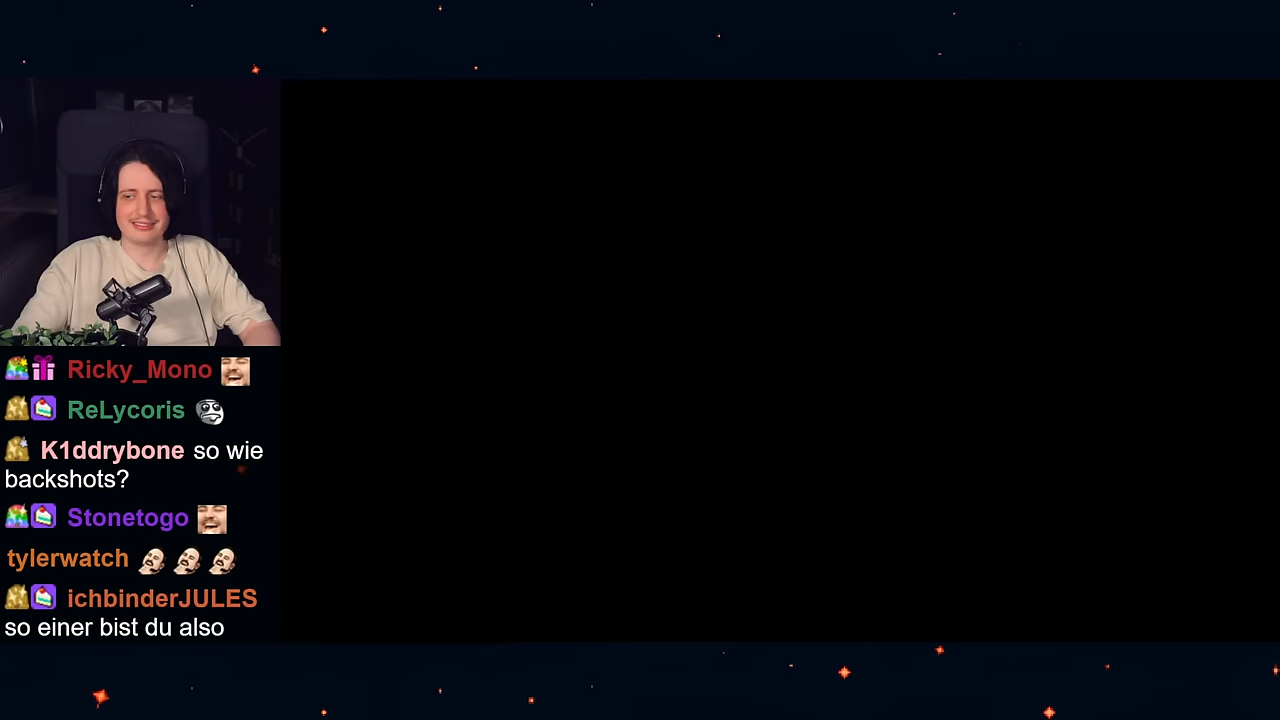 Ricky_Mono
ReLycoris
K1ddrybone so wie
backshots?
Stonetogo
tylerwatch
ichbinderJULES
so einer bist du also